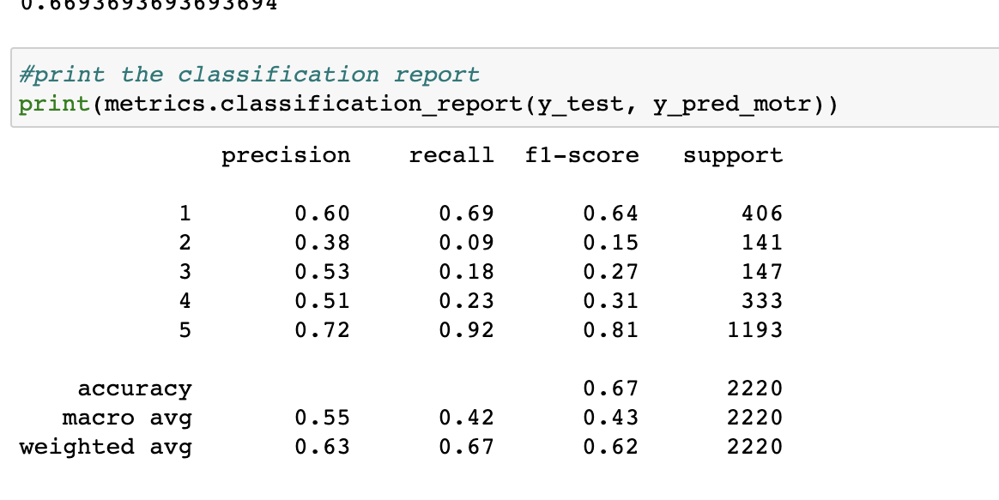 0.6693693693693694
#print the classification report
print(metrics.classification_report(y_test, y_pred_motr))
precision recall f1-score support
1 0.60 0.69 0.64 406
2 0.38 0.09 0.15 141
3 0.53 0.18 0.27 147
4 0.51 0.23 0.31 333
5 0.72 0.92 0.81 1193
accuracy 0.67 2220
macro avg 0.55 0.42 0.43 2220
weighted avg 0.63 0.67 0.62 2220